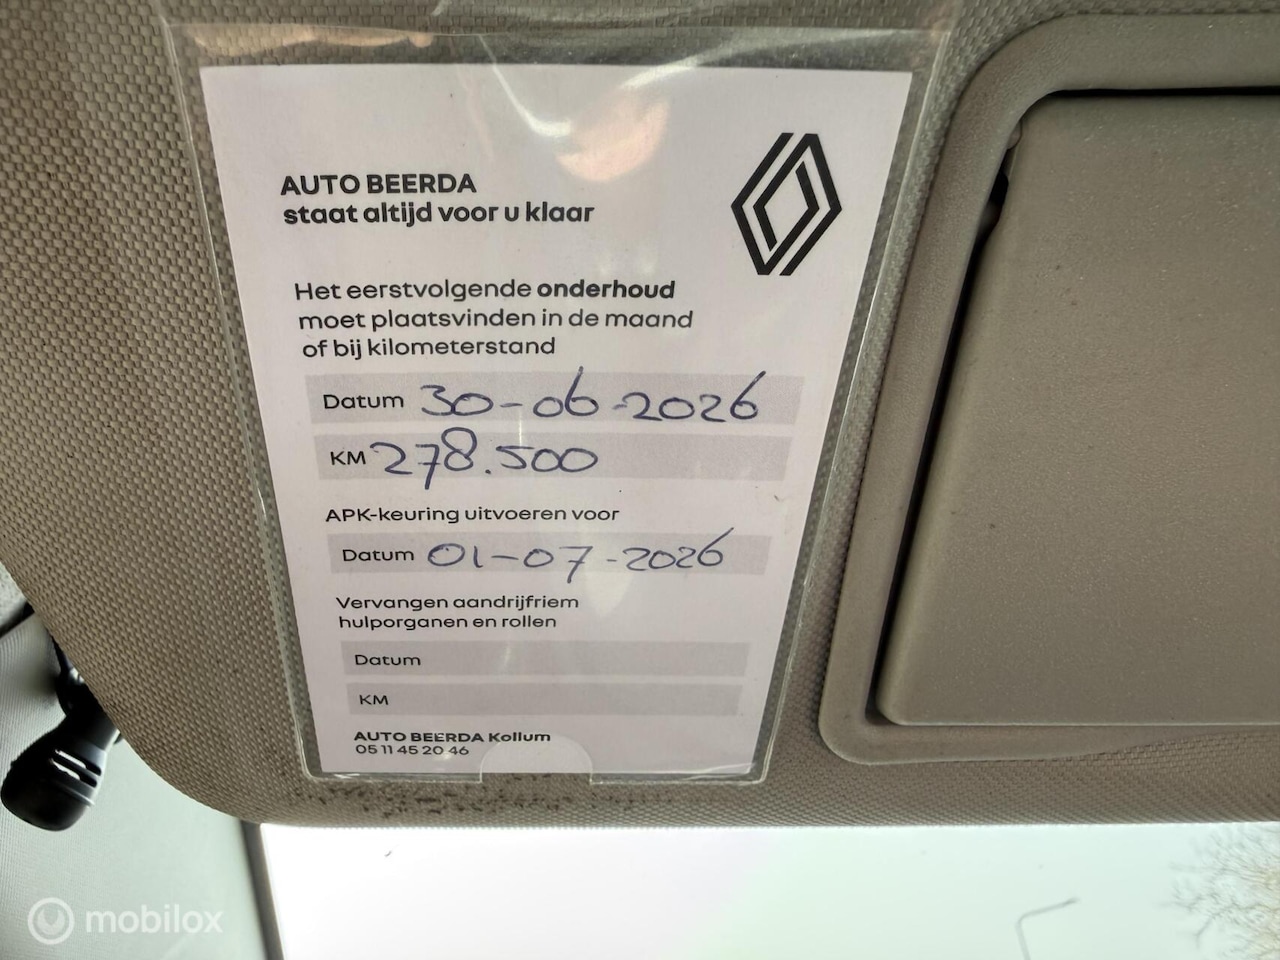 AUTO BEERDA
staat altijd voor u klaar
Het eerstvolgende onderhoud
moet plaatsvinden in de maand
of bij kilometerstand
Datum 30-06-2026
KM 278.500
APK-keuring uitvoeren voor
Datum 01-07-2026
Vervangen aandrijfriem
hulporganen en rollen
Datum
KM
AUTO BEERDA Kollum
05 11 45 20 46
mobilox